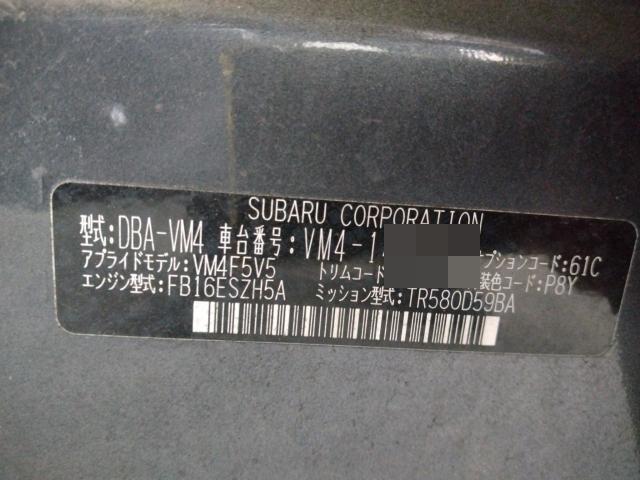 SUBARU CORPORATION
型式:DBA-VM4 車台番号:VM4-1
アプライドモデル:VM4F5V5 トリムコード プションコード:61C
エンジン型式:FB16ESZH5A ミッション型式:TR580D59BA 装色コード:P8Y